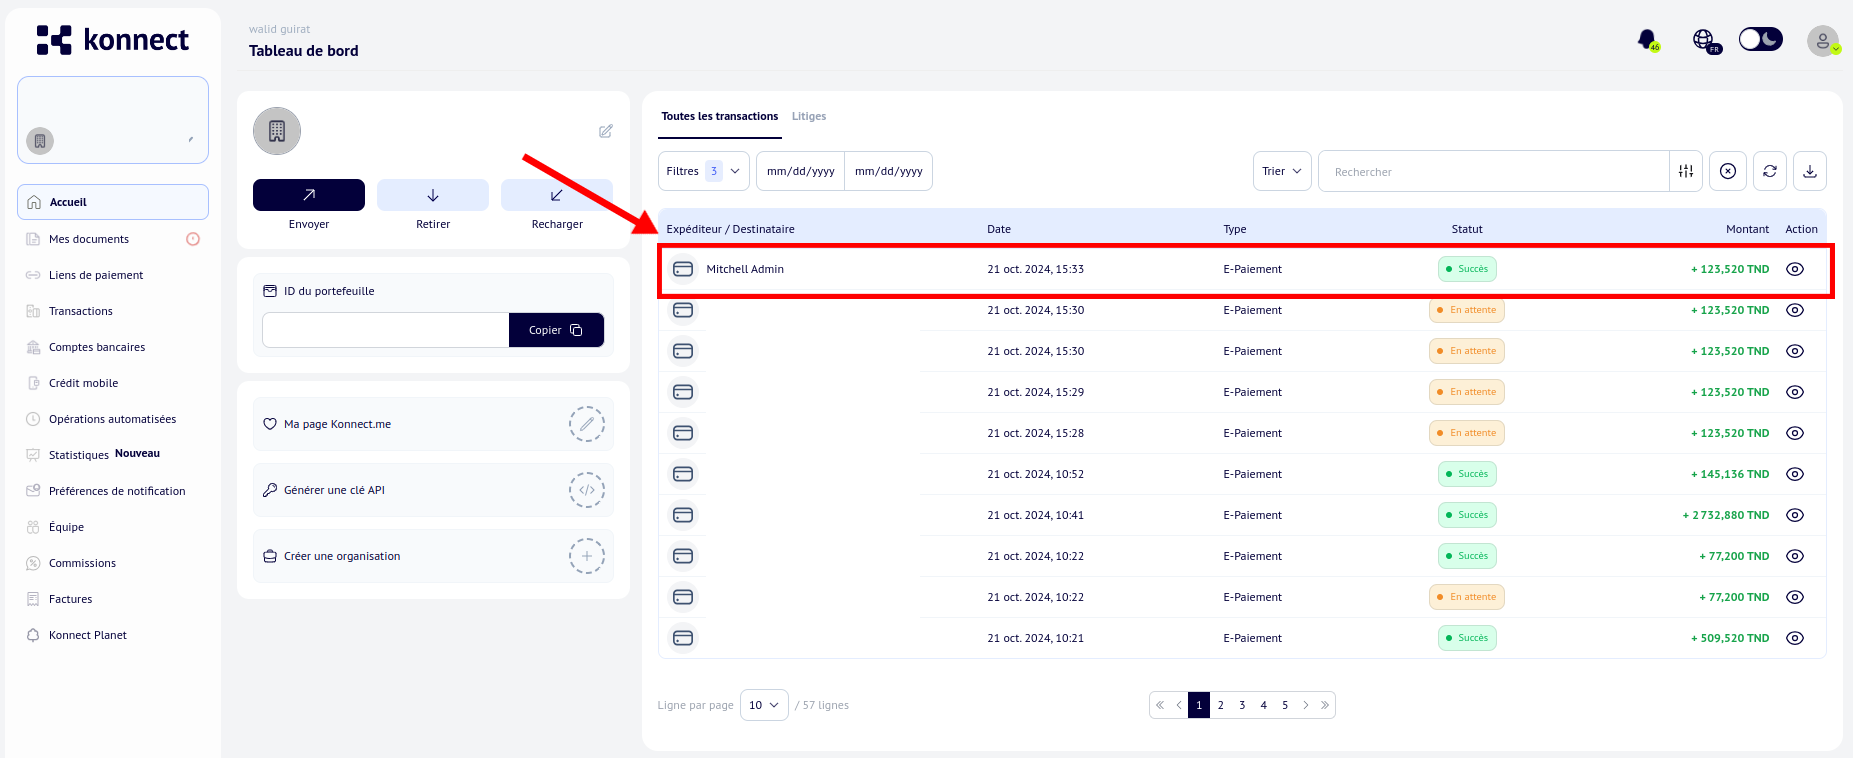 konnect
walid guirat
Tableau de bord
46
FR
Accueil
Mes documents
Liens de paiement
Transactions
Comptes bancaires
Crédit mobile
Opérations automatisées
Statistiques Nouveau
Préférences de notification
Équipe
Commissions
Factures
Konnect Planet
Envoyer Retirer Recharger
ID du portefeuille
Copier
Ma page Konnect.me
Générer une clé API
Créer une organisation
Toutes les transactions Litiges
Filtres 3 mm/dd/yyyy mm/dd/yyyy Trier Rechercher
Expéditeur / Destinataire Date Type Statut Montant Action
Mitchell Admin 21 oct. 2024, 15:33 E-Paiement Succès + 123,520 TND
21 oct. 2024, 15:30 E-Paiement En attente + 123,520 TND
21 oct. 2024, 15:30 E-Paiement En attente + 123,520 TND
21 oct. 2024, 15:29 E-Paiement En attente + 123,520 TND
21 oct. 2024, 15:28 E-Paiement En attente + 123,520 TND
21 oct. 2024, 10:52 E-Paiement Succès + 145,136 TND
21 oct. 2024, 10:41 E-Paiement Succès + 2 732,880 TND
21 oct. 2024, 10:22 E-Paiement Succès + 77,200 TND
21 oct. 2024, 10:22 E-Paiement En attente + 77,200 TND
21 oct. 2024, 10:21 E-Paiement Succès + 509,520 TND
Ligne par page 10 / 57 lignes « ‹ 1 2 3 4 5 › »